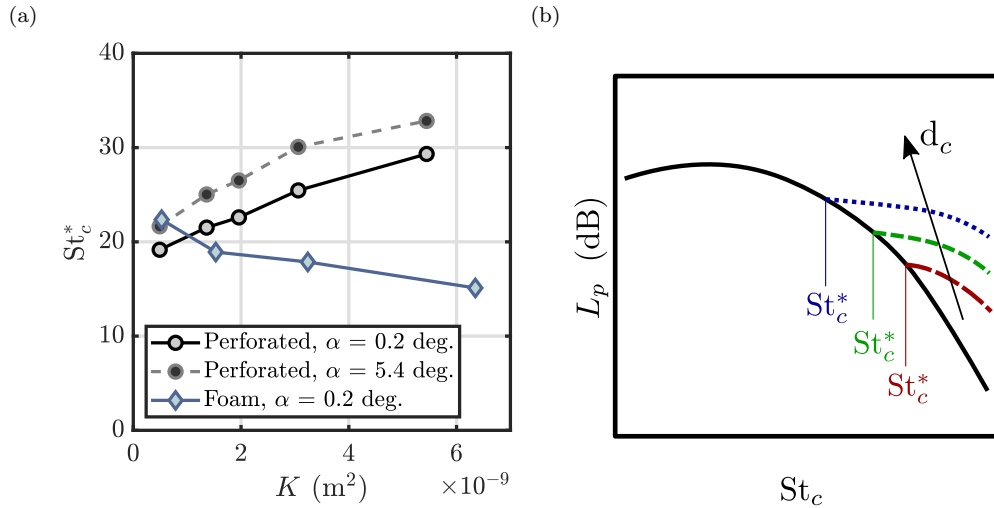 (a)
(b)
40
30
20
10
0
St*c
Perforated, α = 0.2 deg.
Perforated, α = 5.4 deg.
Foam, α = 0.2 deg.
0 2 4 6
K (m²) ×10⁻⁹
Lp (dB)
dc
St*c
St*c
St*c
Stc